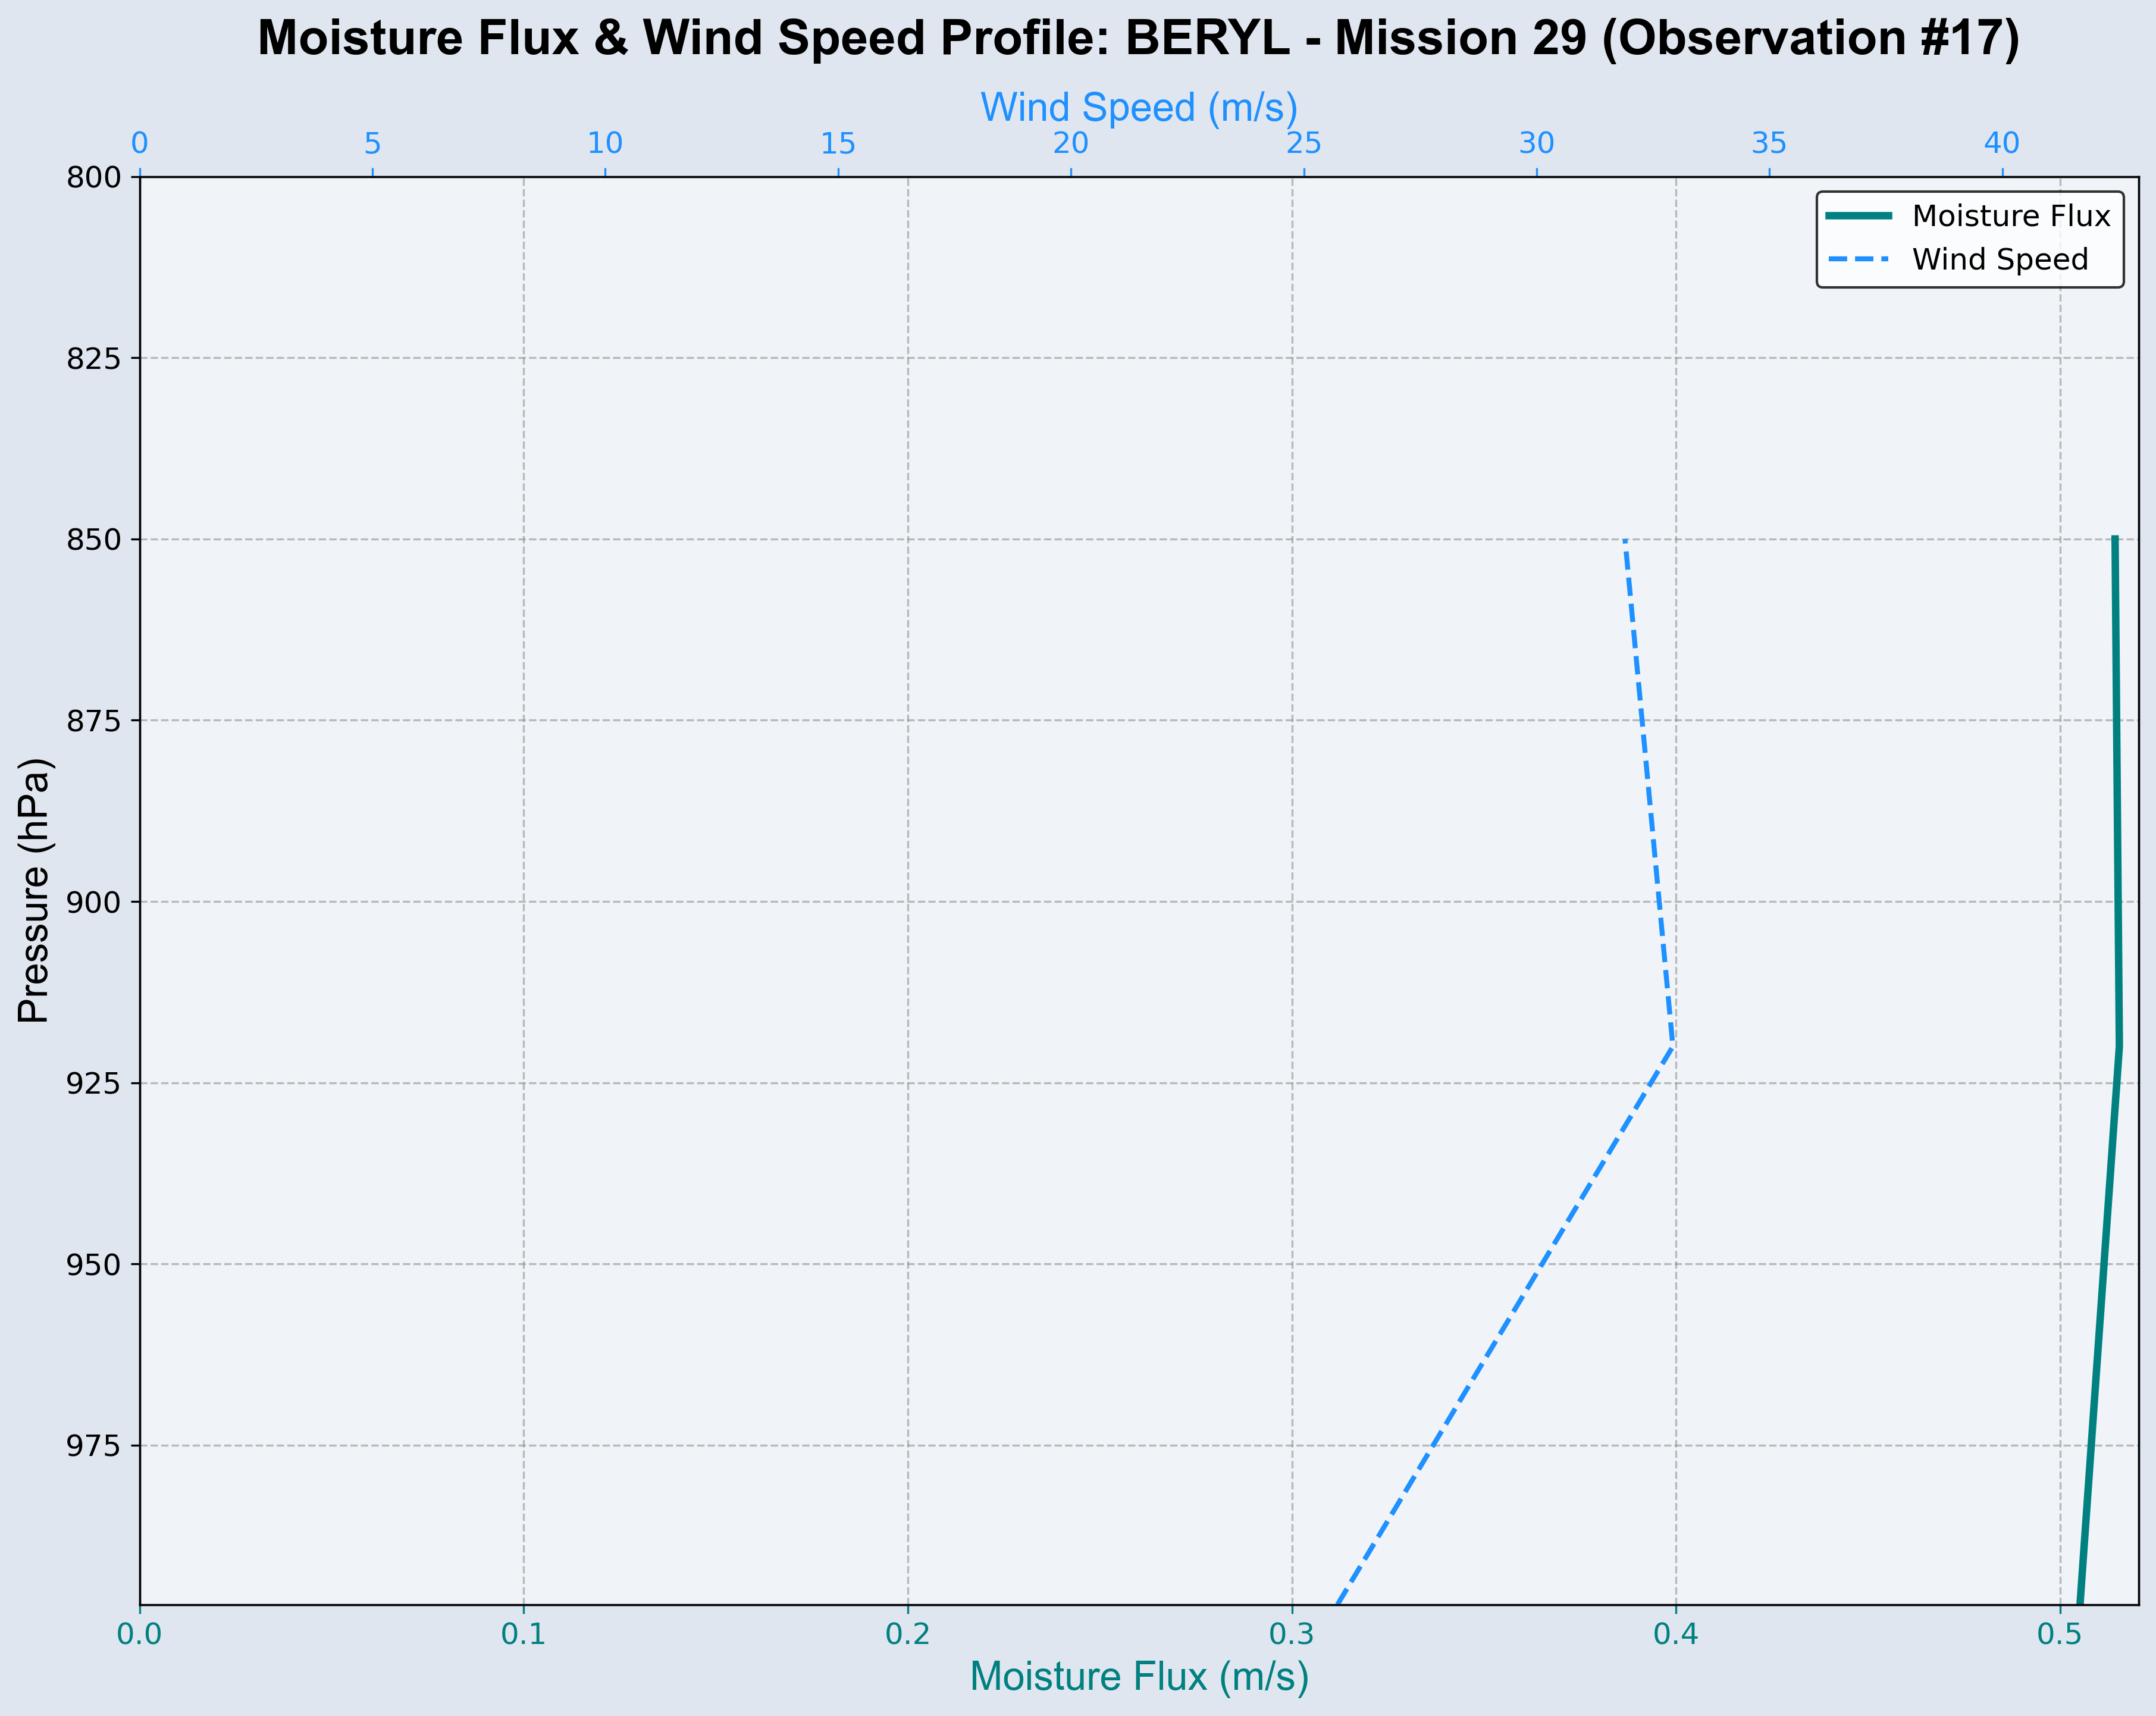 Moisture Flux & Wind Speed Profile: BERYL - Mission 29 (Observation #17)
Wind Speed (m/s)
0 5 10 15 20 25 30 35 40
Moisture Flux
Wind Speed
Pressure (hPa)
800
825
850
875
900
925
950
975
0.0 0.1 0.2 0.3 0.4 0.5
Moisture Flux (m/s)